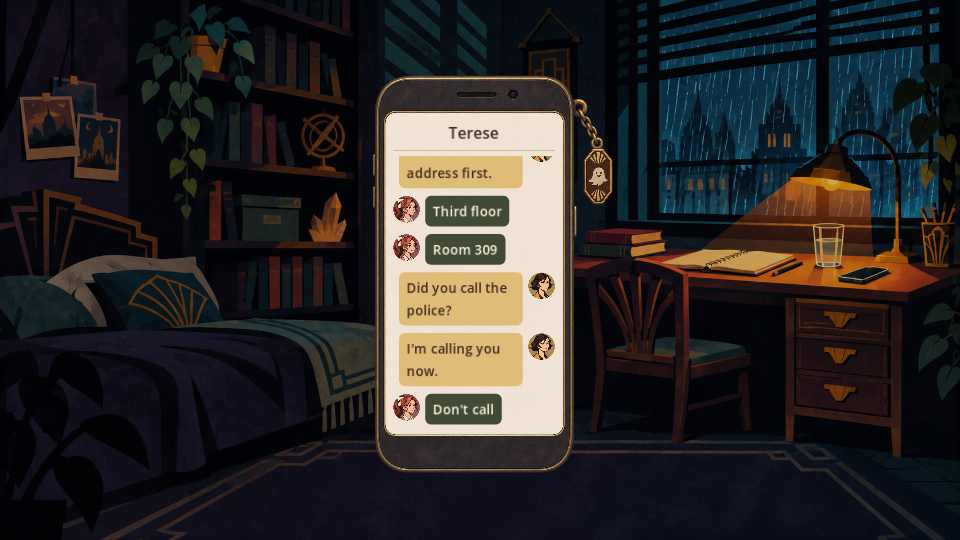 Terese
address first.
Third floor
Room 309
Did you call the
police?
I'm calling you
now.
Don't call